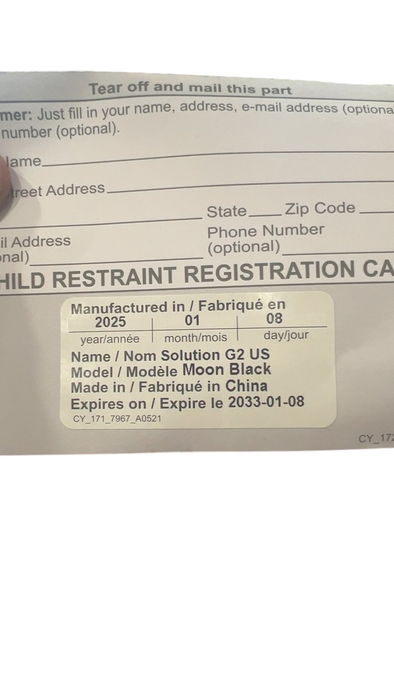 Tear off and mail this part
mer: Just fill in your name, address, e-mail address (optiona
number (optional).
ame
reet Address
State Zip Code
il Address Phone Number
nal) (optional)
HILD RESTRAINT REGISTRATION CA
Manufactured in / Fabriqué en
2025 01 08
year/année month/mois day/jour
Name / Nom Solution G2 US
Model / Modèle Moon Black
Made in / Fabriqué in China
Expires on / Expire le 2033-01-08
CY_171_7967_A0521
CY_172